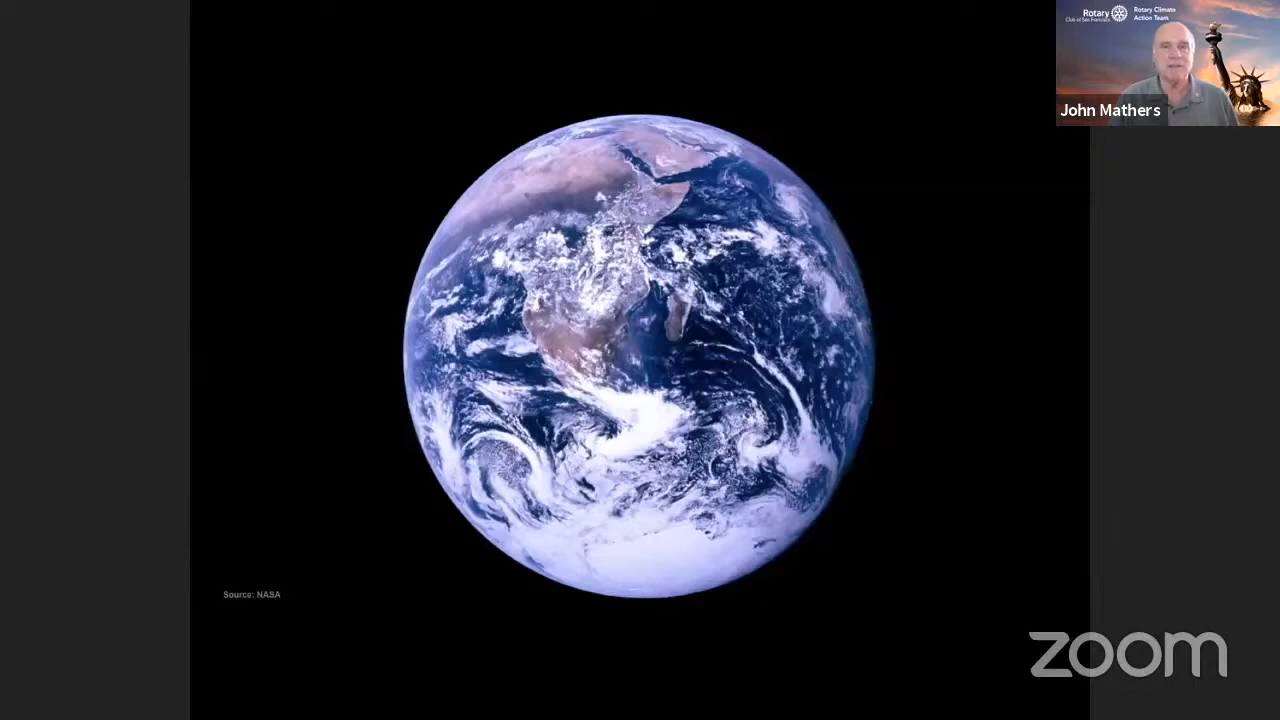 Rotary
Club of San Francisco
Rotary Climate
Action Team
John Mathers
Source: NASA
zoom